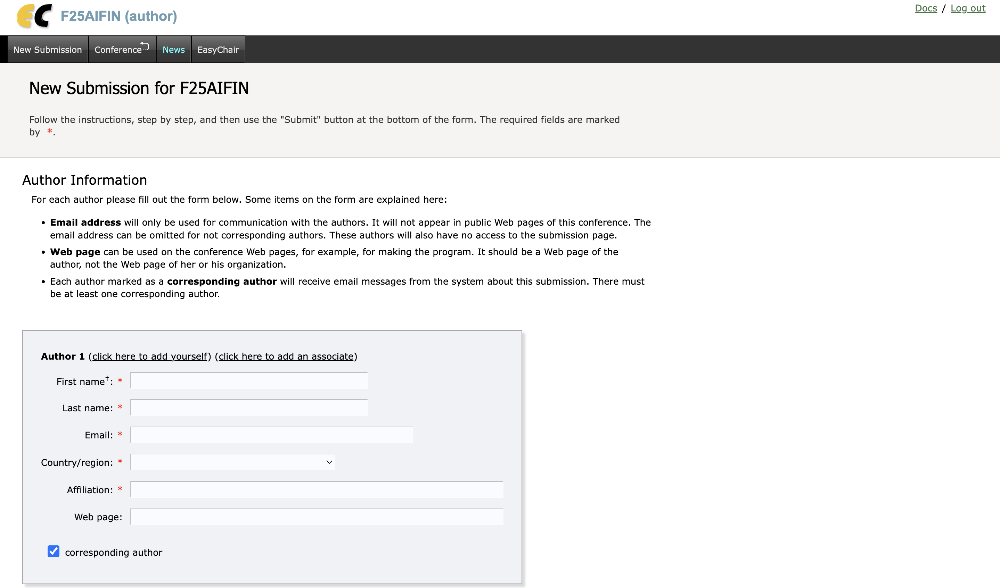 EC F25AIFIN (author)
Docs / Log out
New Submission Conference News EasyChair
New Submission for F25AIFIN
Follow the instructions, step by step, and then use the "Submit" button at the bottom of the form. The required fields are marked
by *.
Author Information
For each author please fill out the form below. Some items on the form are explained here:
• Email address will only be used for communication with the authors. It will not appear in public Web pages of this conference. The
email address can be omitted for not corresponding authors. These authors will also have no access to the submission page.
• Web page can be used on the conference Web pages, for example, for making the program. It should be a Web page of the
author, not the Web page of her or his organization.
• Each author marked as a corresponding author will receive email messages from the system about this submission. There must
be at least one corresponding author.
Author 1 (click here to add yourself) (click here to add an associate)
First name†: *
Last name: *
Email: *
Country/region: *
Affiliation: *
Web page:
corresponding author